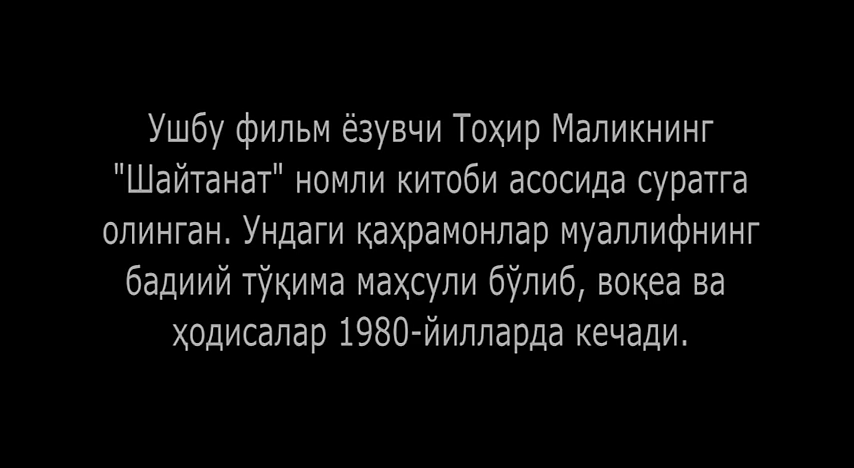 Ушбу фильм ёзувчи Тоҳир Маликнинг
"Шайтанат" номли китоби асосида суратга
олинган. Ундаги қаҳрамонлар муаллифнинг
бадиий тўқима маҳсули бўлиб, воқеа ва
ҳодисалар 1980-йилларда кечади.